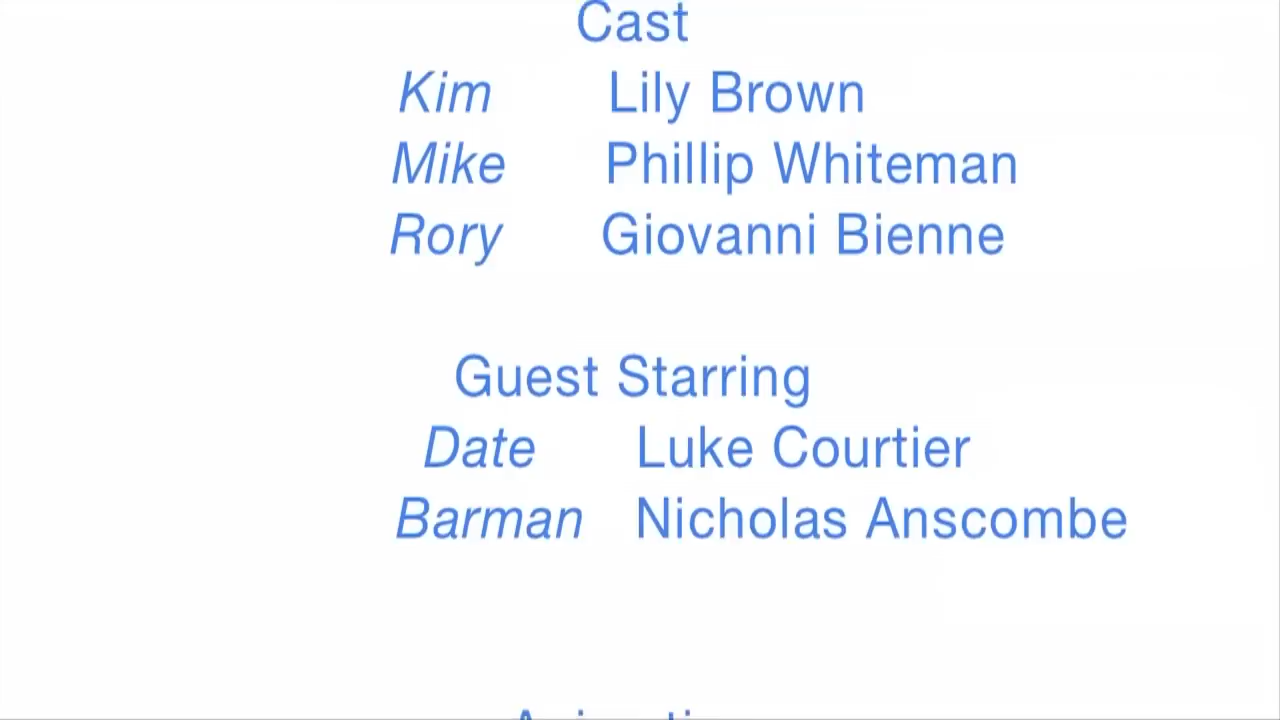 Cast
Kim Lily Brown
Mike Phillip Whiteman
Rory Giovanni Bienne
Guest Starring
Date Luke Courtier
Barman Nicholas Anscombe